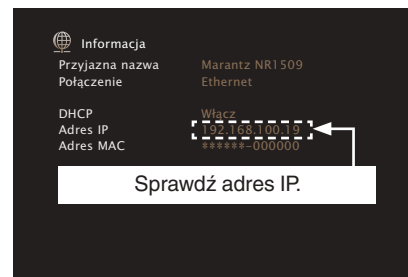 Informacja
Przyjazna nazwa Marantz NR1509
Połączenie Ethernet
DHCP Włącz
Adres IP 192.168.100.19
Adres MAC ******-000000
Sprawdź adres IP.